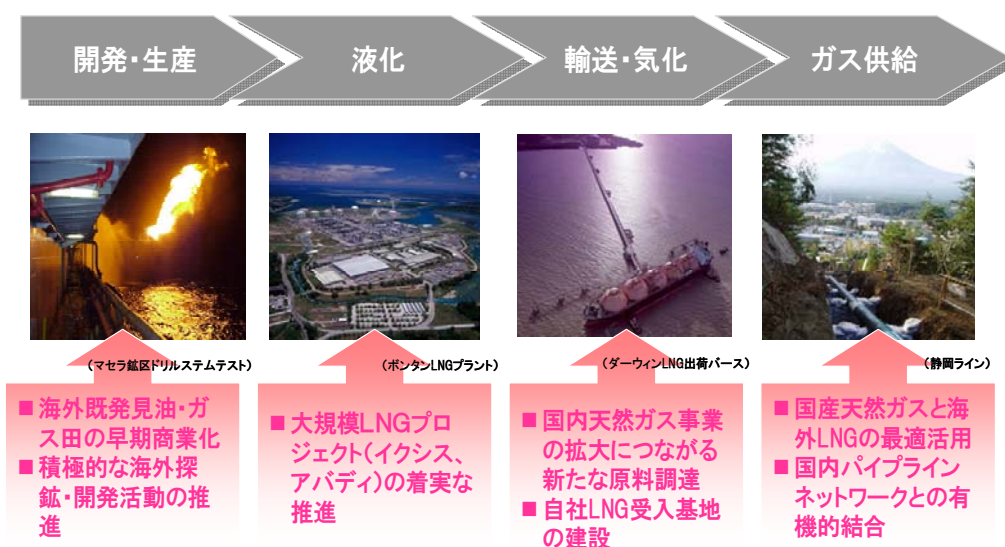 開発・生産
液化
輸送・気化
ガス供給
(マセラ鉱区ドリルステムテスト)
(ボンタンLNGプラント)
(ダーウィンLNG出荷バース)
(静岡ライン)
■海外既発見油・ガ
ス田の早期商業化
■積極的な海外探
鉱・開発活動の推
進
■大規模LNGプロ
ジェクト(イクシス、
アバディ)の着実な
推進
■国内天然ガス事業
の拡大につながる
新たな原料調達
■自社LNG受入基地
の建設
■国産天然ガスと海
外LNGの最適活用
■国内パイプライン
ネットワークとの有
機的結合